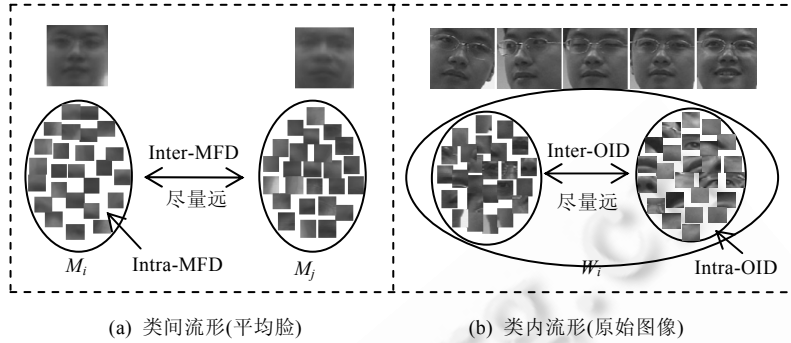 Inter-MFD
尽量远
Intra-MFD
M_i
M_j
(a) 类间流形(平均脸)
Inter-OID
尽量远
W_i
Intra-OID
(b) 类内流形(原始图像)